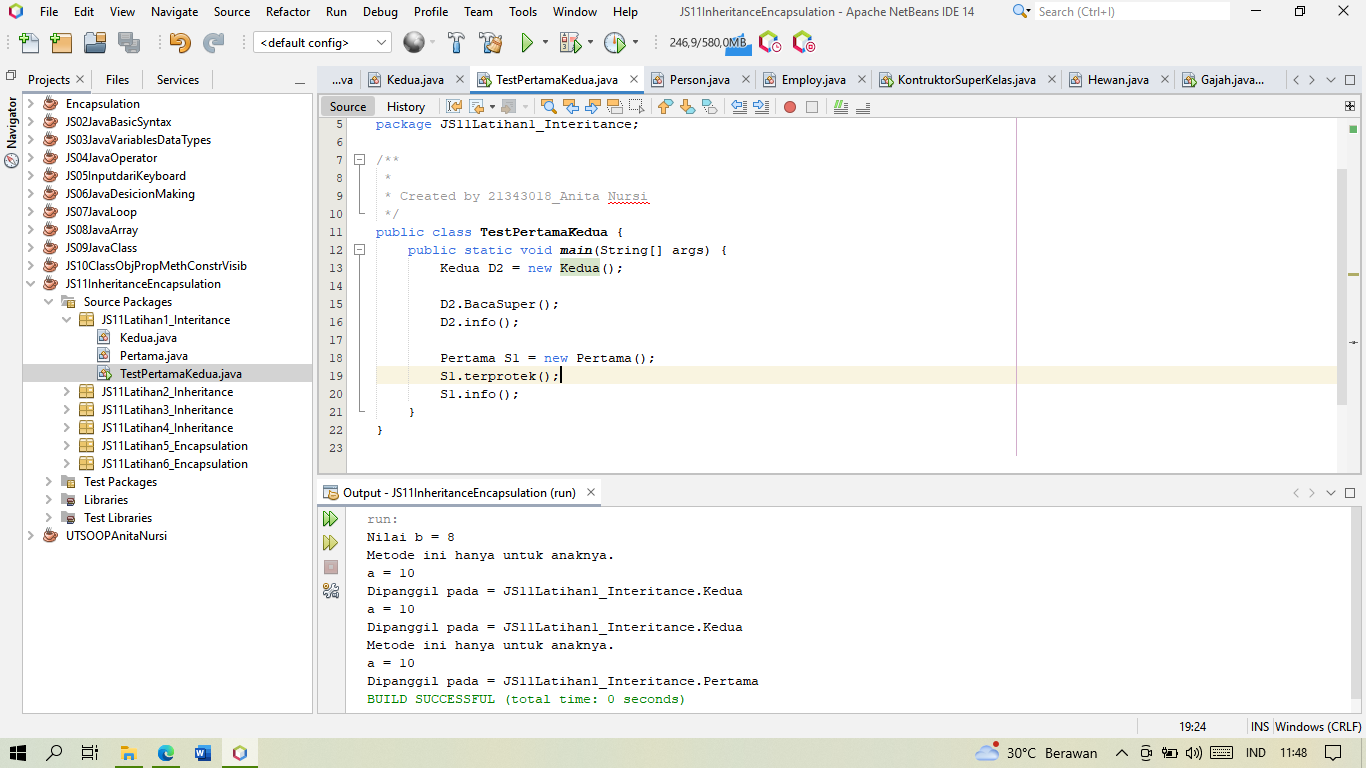 File Edit View Navigate Source Refactor Run Debug Profile Team Tools Window Help JS11InheritanceEncapsulation - Apache NetBeans IDE 14 Search (Ctrl+I)
<default config> 246,9/580,0MB
Projects Files Services
...va Kedua.java TestPertamaKedua.java Person.java Employ.java KontruktorSuperKelas.java Hewan.java Gajah.java...
Navigator
Encapsulation
JS02JavaBasicSyntax
JS03JavaVariablesDataTypes
JS04JavaOperator
JS05InputdariKeyboard
JS06JavaDesicionMaking
JS07JavaLoop
JS08JavaArray
JS09JavaClass
JS10ClassObjPropMethConstrVisib
JS11InheritanceEncapsulation
Source Packages
JS11Latihan1_Interitance
Kedua.java
Pertama.java
TestPertamaKedua.java
JS11Latihan2_Inheritance
JS11Latihan3_Inheritance
JS11Latihan4_Inheritance
JS11Latihan5_Encapsulation
JS11Latihan6_Encapsulation
Test Packages
Libraries
Test Libraries
UTSOOPAnitaNursi
Source History
5 package JS11Latihan1_Interitance;
6
7 /**
8 *
9 * Created by 21343018_Anita Nursi
10 */
11 public class TestPertamaKedua {
12 public static void main(String[] args) {
13 Kedua D2 = new Kedua();
14
15 D2.BacaSuper();
16 D2.info();
17
18 Pertama S1 = new Pertama();
19 S1.terprotek();
20 S1.info();
21 }
22 }
23
Output - JS11InheritanceEncapsulation (run)
run:
Nilai b = 8
Metode ini hanya untuk anaknya.
a = 10
Dipanggil pada = JS11Latihan1_Interitance.Kedua
a = 10
Dipanggil pada = JS11Latihan1_Interitance.Kedua
Metode ini hanya untuk anaknya.
a = 10
Dipanggil pada = JS11Latihan1_Interitance.Pertama
BUILD SUCCESSFUL (total time: 0 seconds)
19:24 INS Windows (CRLF)
30°C Berawan IND 11:48